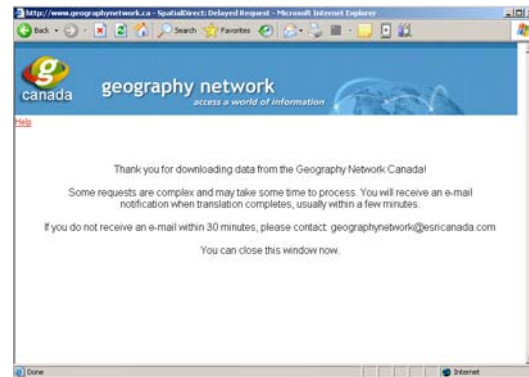 http://www.geographynetwork.ca - SpatialDirect: Delayed Request - Microsoft Internet Explorer
Back Search Favorites
g
canada
geography network
access a world of information
Help
Thank you for downloading data from the Geography Network Canada!
Some requests are complex and may take some time to process. You will receive an e-mail
notification when translation completes, usually within a few minutes.
If you do not receive an e-mail within 30 minutes, please contact: geographynetwork@esricanada.com
You can close this window now.
Done Internet